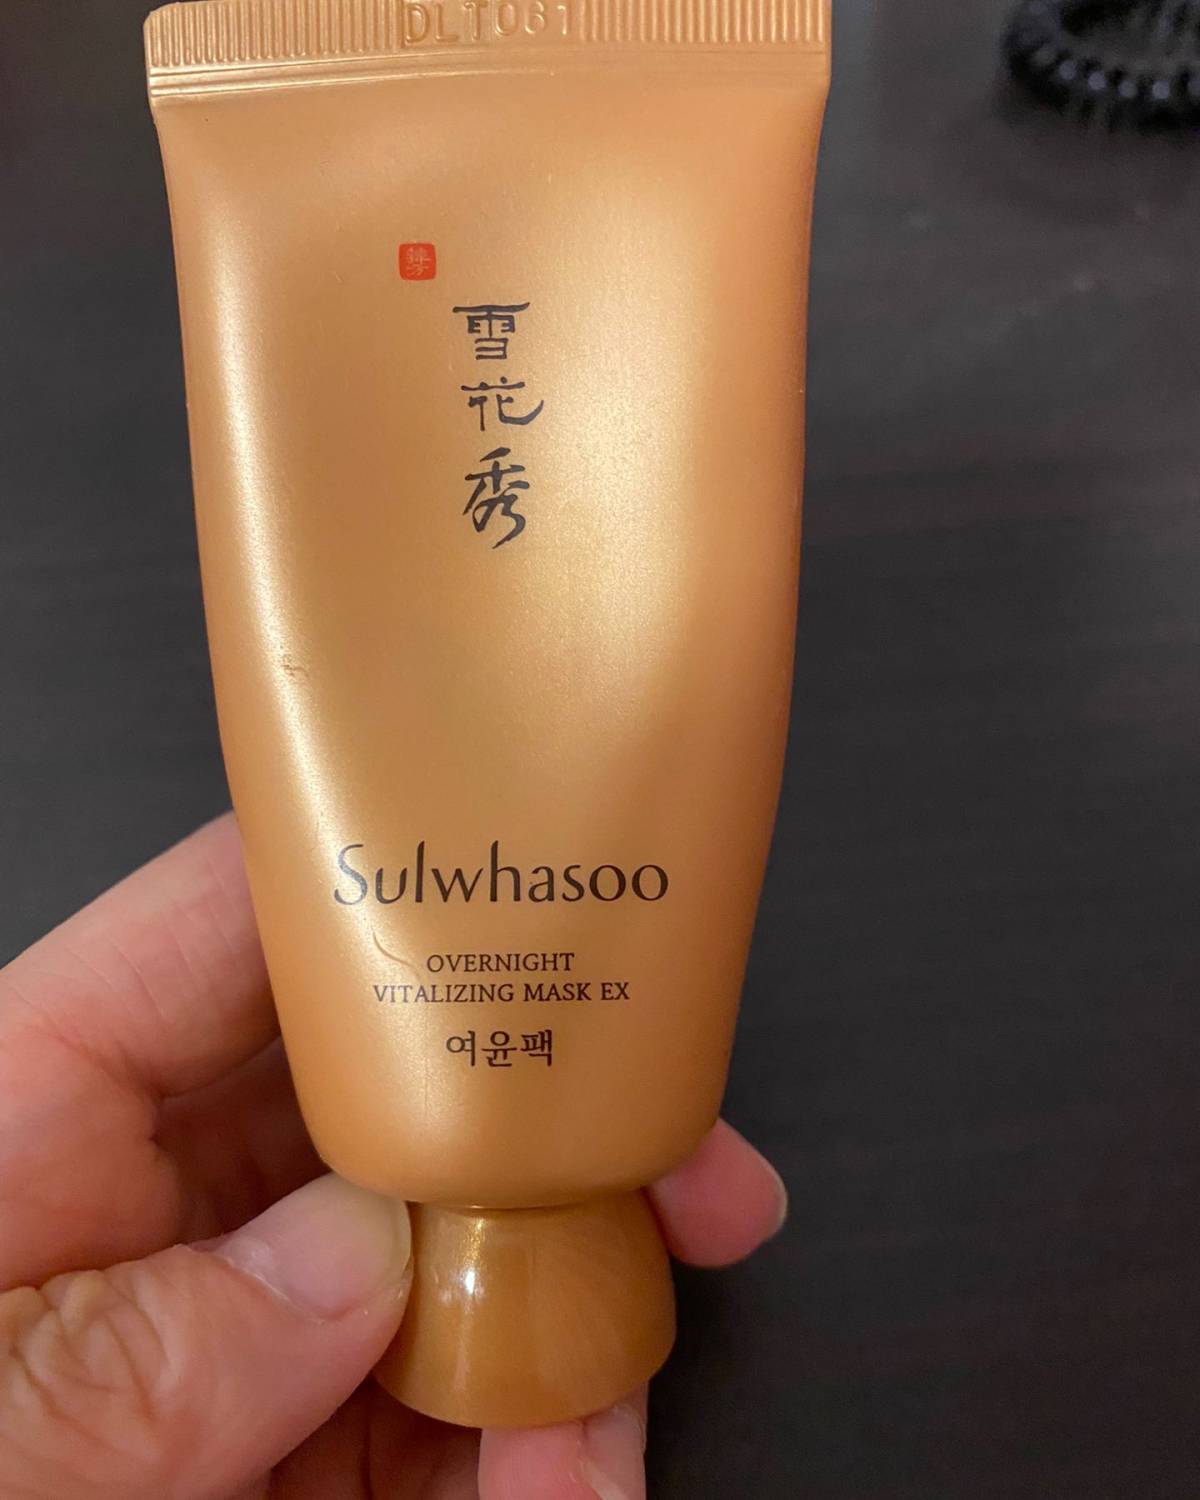 DLT061
雪
花
秀
Sulwhasoo
OVERNIGHT
VITALIZING MASK EX
여윤팩